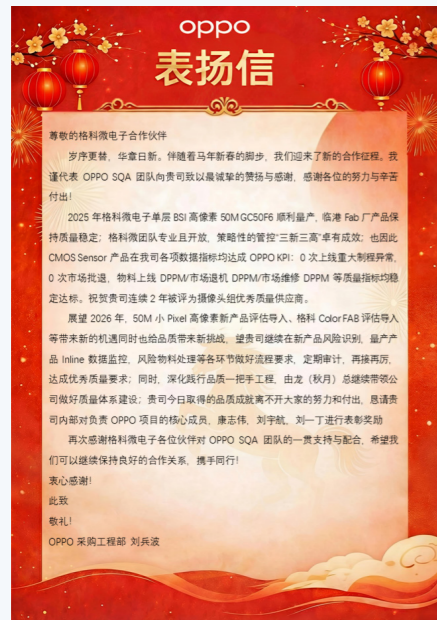 oppo
表扬信
尊敬的格科微电子合作伙伴
岁序更替，华章日新。伴随着马年新春的脚步，我们迎来了新的合作征程。我
谨代表 OPPO SQA 团队向贵司致以最诚挚的赞扬与感谢，感谢各位的努力与辛苦
付出！
2025 年格科微电子单层 BSI 高像素 50M GC50F6 顺利量产，临港 Fab 厂产品保
持质量稳定；格科微团队专业且开放，策略性的管控“三新三高”卓有成效；也因此
CMOS Sensor 产品在我司各项数据指标均达成 OPPO KPI：0 次上线重大制程异常，
0 次市场批退，物料上线 DPPM/市场退机 DPPM/市场维修 DPPM 等质量指标均稳
定达标。祝贺贵司连续 2 年被评为摄像头组优秀质量供应商。
展望 2026 年，50M 小 Pixel 高像素新产品评估导入、格科 Color FAB 评估导入
等带来新的机遇同时也给品质带来新挑战，望贵司继续在新产品风险识别，量产产
品 Inline 数据监控，风险物料处理等各环节做好流程要求，定期审计，再接再厉，
达成优秀质量要求；同时，深化践行品质一把手工程，由龙（秋月）总继续带领公
司做好质量体系建设；贵司今日取得的品质成就离不开大家的努力和付出，恳请贵
司内部对负责 OPPO 项目的核心成员，康志伟，刘宇航，刘一丁进行表彰奖励
再次感谢格科微电子各位伙伴对 OPPO SQA 团队的一贯支持与配合，希望我
们可以继续保持良好的合作关系，携手同行！
衷心感谢！
此致
敬礼！
OPPO 采购工程部 刘兵波